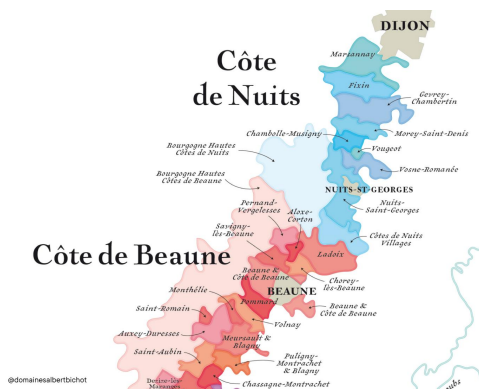 DIJON
Marsannay
Côte
de Nuits
Fixin
Gevrey-
Chambertin
Chambolle-Musigny
Morey-Saint-Denis
Vougeot
Bourgogne Hautes
Côtes de Nuits
Vosne-Romanée
Bourgogne Hautes
Côtes de Beaune
NUITS-ST-GEORGES
Pernand-
Vergelesses
Aloxe-
Corton
Nuits-
Saint-Georges
Savigny-
lès-Beaune
Côtes de Nuits
Villages
Côte de Beaune
Ladoix
Beaune &
Côte de Beaune
Chorey-
lès-Beaune
BEAUNE
Monthélie
Pommard
Beaune &
Côte de Beaune
Saint-Romain
Volnay
Auxey-Duresses
Meursault &
Blagny
Saint-Aubin
Puligny-
Montrachet
& Blagny
@domainesalbertbichot
Dezize-lès-
Maranges
Chassagne-Montrachet